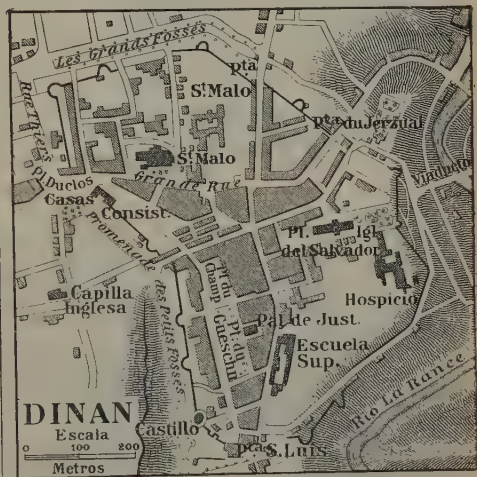 Les Grands Fossés
pta
St. Malo
Pta du Jerzual
Rue Thiers
St. Malo
Viaducto
Pl. Duclos
Grande Rue
Casas
Consist.
Promenade des Petits Fossés
Pl. Igl.
del Salvador
Capilla
Inglesa
Pl. du
Champ
Hospicio
Pal. de Just.
Pl. du
Guesclin
Escuela
Sup.
Rio La Rance
DINAN
Castillo
Escala
0 100 200
Metros
Pta S. Luis